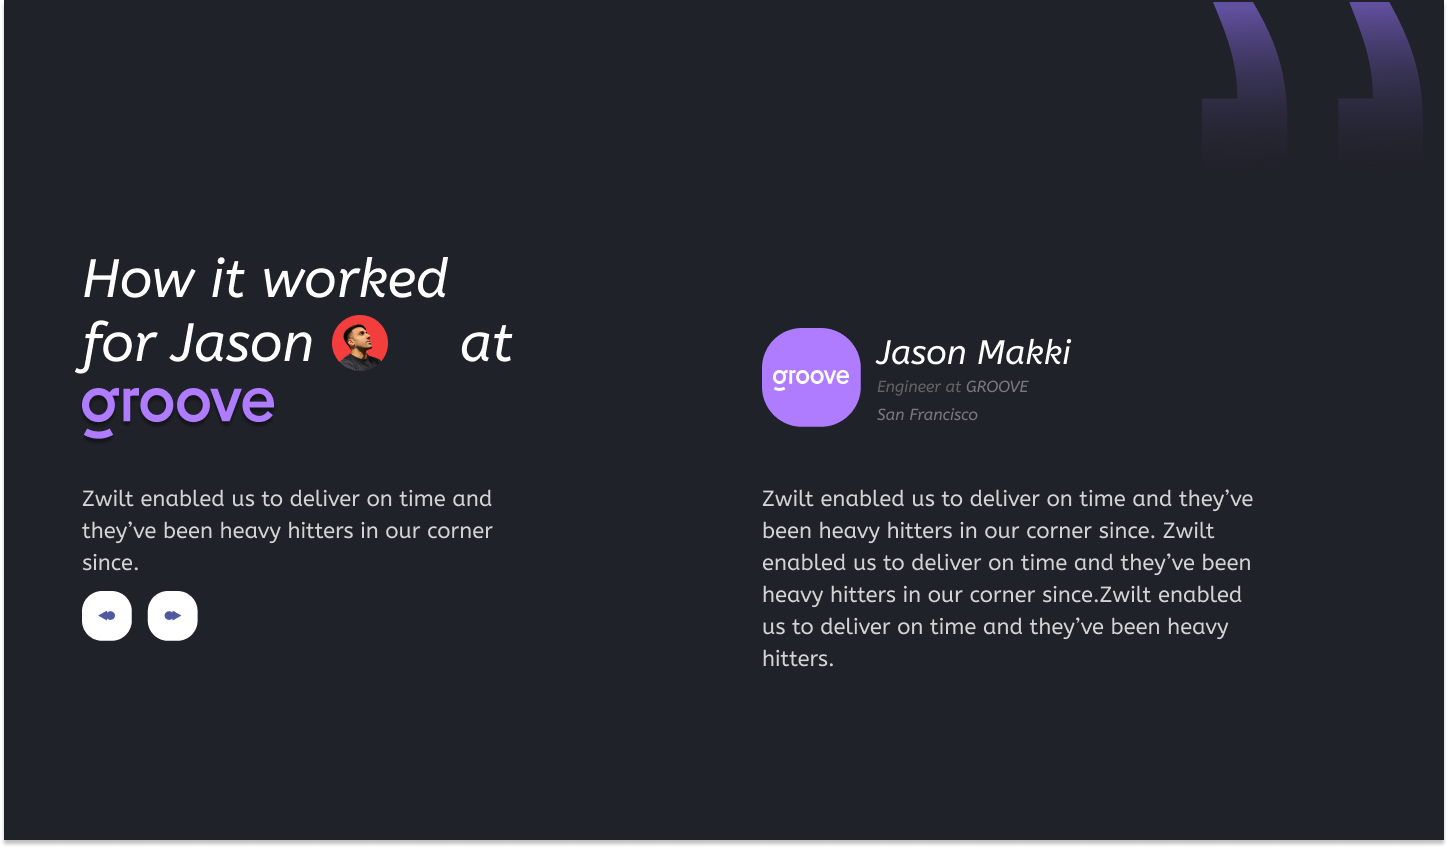 How it worked
for Jason at
groove
Zwilt enabled us to deliver on time and
they’ve been heavy hitters in our corner
since.
groove
Jason Makki
Engineer at GROOVE
San Francisco
Zwilt enabled us to deliver on time and they’ve
been heavy hitters in our corner since. Zwilt
enabled us to deliver on time and they’ve been
heavy hitters in our corner since.Zwilt enabled
us to deliver on time and they’ve been heavy
hitters.